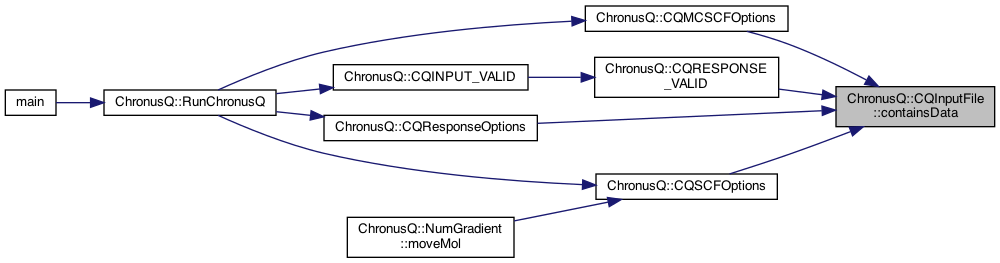 main
ChronusQ::RunChronusQ
ChronusQ::CQMCSCFOptions
ChronusQ::CQINPUT_VALID
ChronusQ::CQRESPONSE
_VALID
ChronusQ::CQResponseOptions
ChronusQ::CQSCFOptions
ChronusQ::NumGradient
::moveMol
ChronusQ::CQInputFile
::containsData